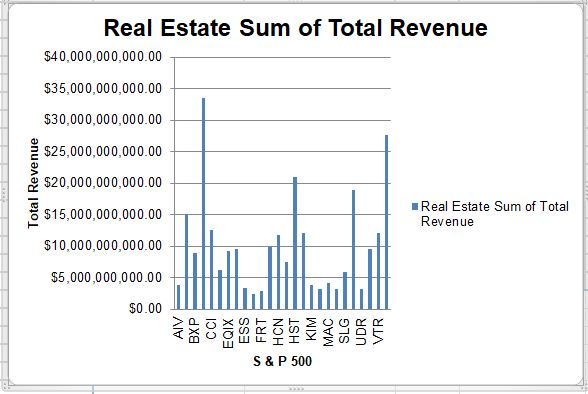 Real Estate Sum of Total Revenue
$40,000,000,000.00
$35,000,000,000.00
$30,000,000,000.00
$25,000,000,000.00
$20,000,000,000.00
$15,000,000,000.00
$10,000,000,000.00
$5,000,000,000.00
$0.00
Total Revenue
AIV
BXP
CCI
EQIX
ESS
FRT
HCN
HST
KIM
MAC
SLG
UDR
VTR
S & P 500
Real Estate Sum of Total
Revenue